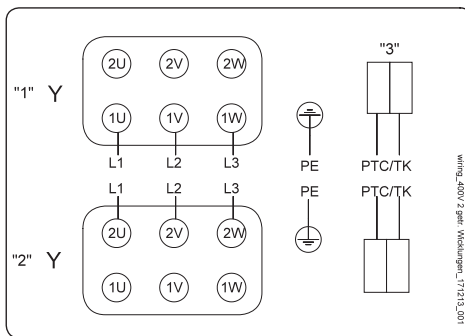 "3"
2U 2V 2W
"1" Y
1U 1V 1W
L1 L2 L3 PE PTC/TK
L1 L2 L3 PE PTC/TK
2U 2V 2W
"2" Y
1U 1V 1W
wiring_400V 2 getr. Wicklungen_171213_001